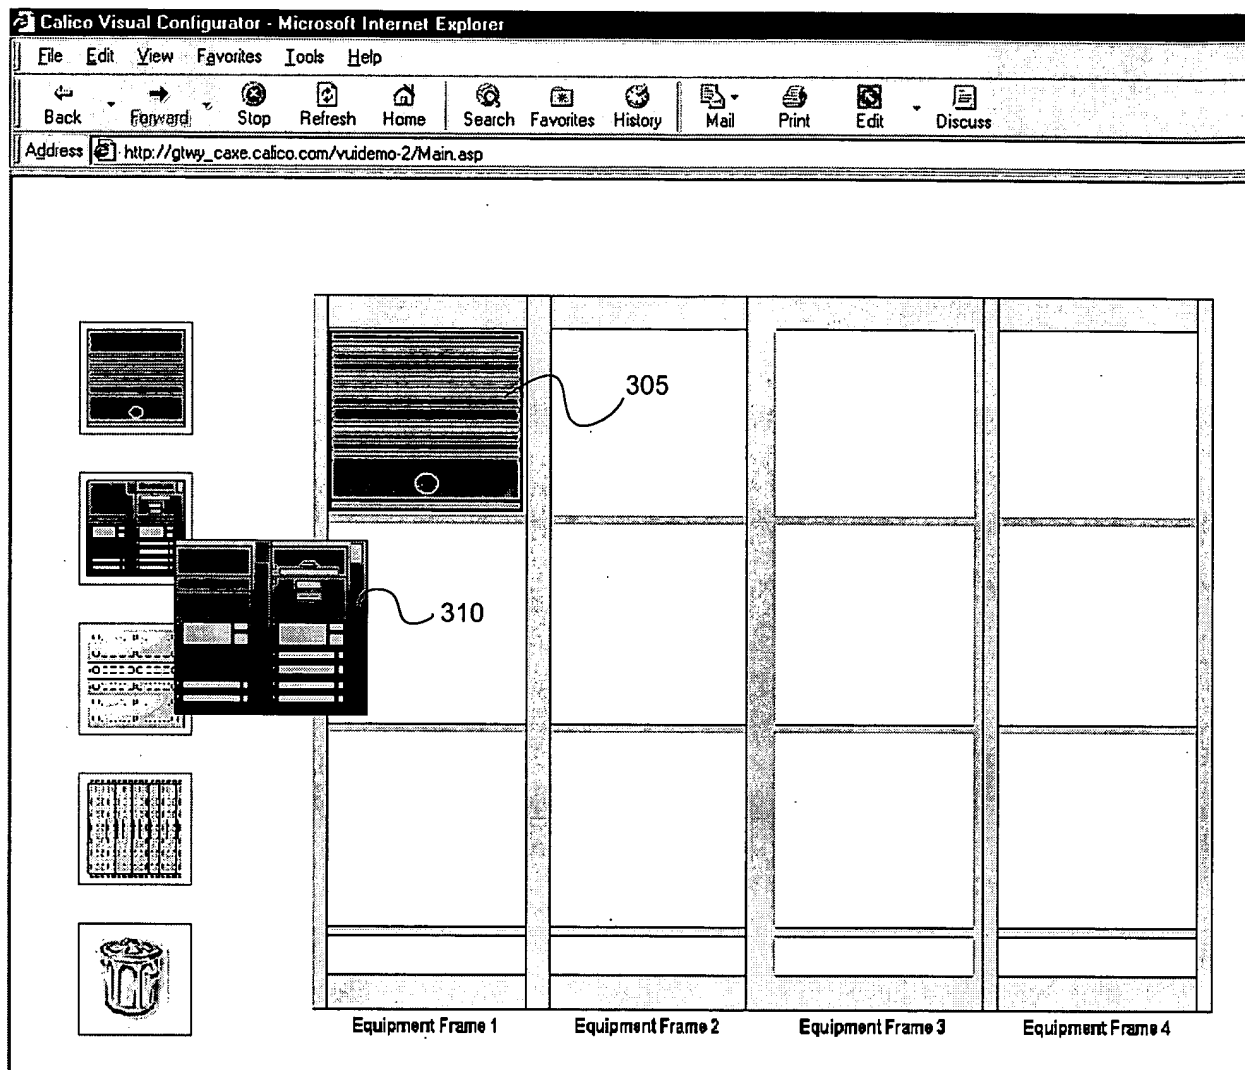 Calico Visual Configurator - Microsoft Internet Explorer
File Edit View Favorites Tools Help
Back Forward Stop Refresh Home Search Favorites History Mail Print Edit Discuss
Address http://gtwy_caxe.calico.com/vuidemo-2/Main.asp
305
310
Equipment Frame 1 Equipment Frame 2 Equipment Frame 3 Equipment Frame 4